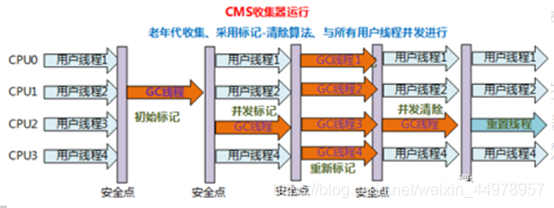 CMS收集器运行
老年代收集、采用标记-清除算法、与所有用户线程并发进行
CPU0 用户线程1 用户线程1 GC线程1 用户线程1 用户线程1
CPU1 用户线程2 GC线程 用户线程2 GC线程2 用户线程2 用户线程2
初始标记 并发标记 并发清除
CPU2 用户线程3 GC线程 GC线程3 GC线程 重置线程
CPU3 用户线程4 用户线程4 GC线程4 用户线程4 用户线程4
重新标记
安全点 安全点 安全点 安全点 安全点
https://blog.csdn.net/weixin_44978957